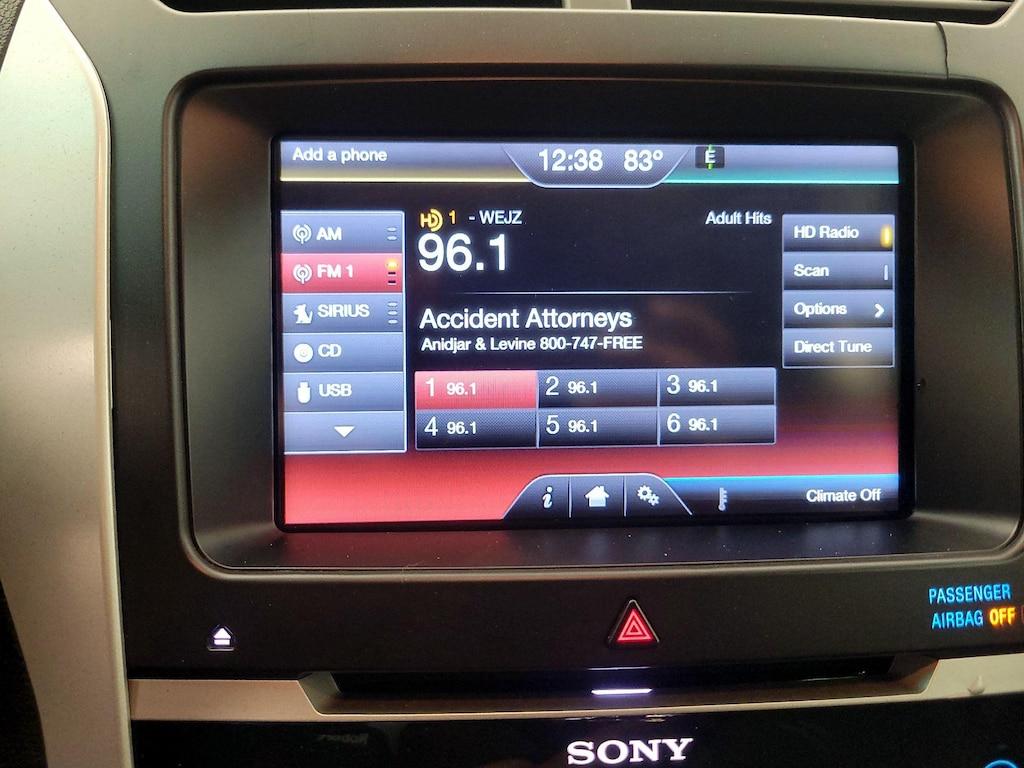 Add a phone
12:38 83°
E
HD 1 - WEJZ
Adult Hits
96.1
AM
FM 1
SIRIUS
CD
USB
Accident Attorneys
Anidjar & Levine 800-747-FREE
1 96.1
2 96.1
3 96.1
4 96.1
5 96.1
6 96.1
HD Radio
Scan
Options
Direct Tune
i
Climate Off
PASSENGER
AIRBAG OFF
SONY